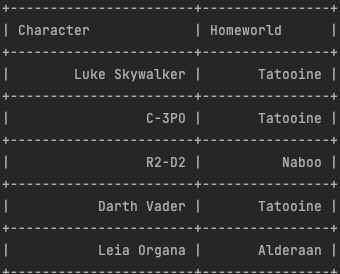 +-----------------------+----------------+
| Character             | Homeworld      |
+-----------------------+----------------+
|        Luke Skywalker |       Tatooine |
+-----------------------+----------------+
|                 C-3PO |       Tatooine |
+-----------------------+----------------+
|                 R2-D2 |          Naboo |
+-----------------------+----------------+
|           Darth Vader |       Tatooine |
+-----------------------+----------------+
|           Leia Organa |       Alderaan |
+-----------------------+----------------+